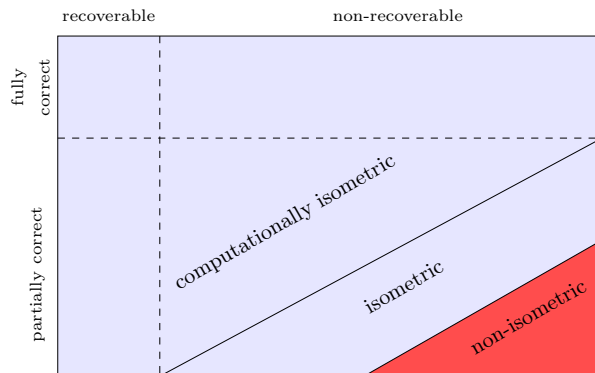 recoverable
non-recoverable
fully
correct
partially correct
computationally isometric
isometric
non-isometric